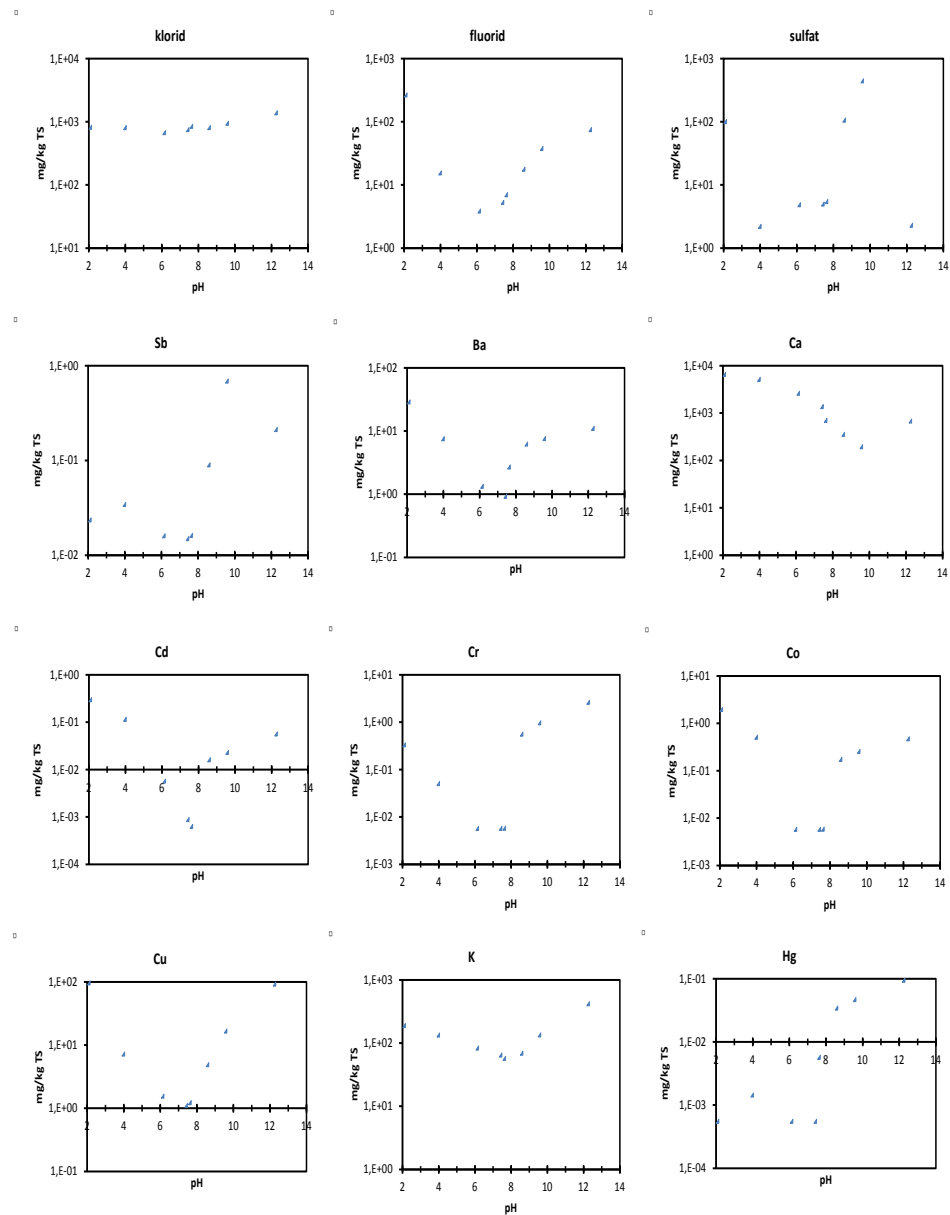 klorid
1,E+04
1,E+03
1,E+02
1,E+01
mg/kg TS
2 4 6 8 10 12 14
pH
fluorid
1,E+03
1,E+02
1,E+01
1,E+00
mg/kg TS
2 4 6 8 10 12 14
pH
sulfat
1,E+03
1,E+02
1,E+01
1,E+00
mg/kg TS
2 4 6 8 10 12 14
pH
Sb
1,E+00
1,E-01
1,E-02
mg/kg TS
2 4 6 8 10 12 14
pH
Ba
1,E+02
1,E+01
1,E+00
1,E-01
mg/kg TS
2 4 6 8 10 12 14
pH
Ca
1,E+04
1,E+03
1,E+02
1,E+01
1,E+00
mg/kg TS
2 4 6 8 10 12 14
pH
Cd
1,E+00
1,E-01
1,E-02
1,E-03
1,E-04
mg/kg TS
2 4 6 8 10 12 14
pH
Cr
1,E+01
1,E+00
1,E-01
1,E-02
1,E-03
mg/kg TS
2 4 6 8 10 12 14
pH
Co
1,E+01
1,E+00
1,E-01
1,E-02
1,E-03
mg/kg TS
2 4 6 8 10 12 14
pH
Cu
1,E+02
1,E+01
1,E+00
1,E-01
mg/kg TS
2 4 6 8 10 12 14
pH
K
1,E+03
1,E+02
1,E+01
1,E+00
mg/kg TS
2 4 6 8 10 12 14
pH
Hg
1,E-01
1,E-02
1,E-03
1,E-04
mg/kg TS
2 4 6 8 10 12 14
pH